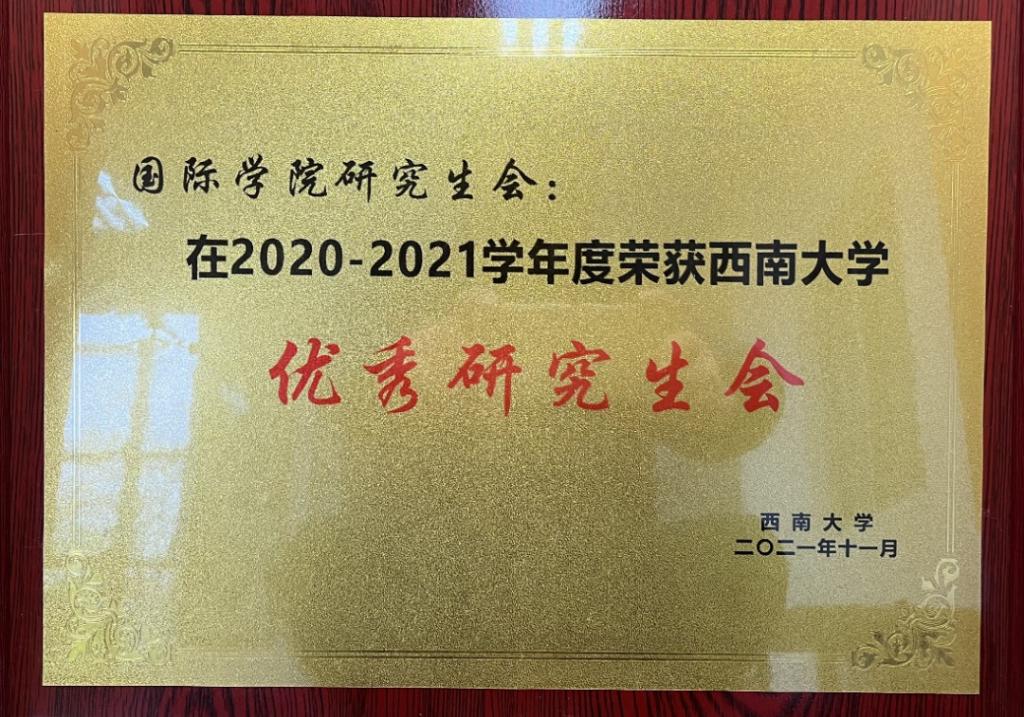 国际学院研究生会：
在2020-2021学年度荣获西南大学
优秀研究生会
西南大学
二〇二一年十一月